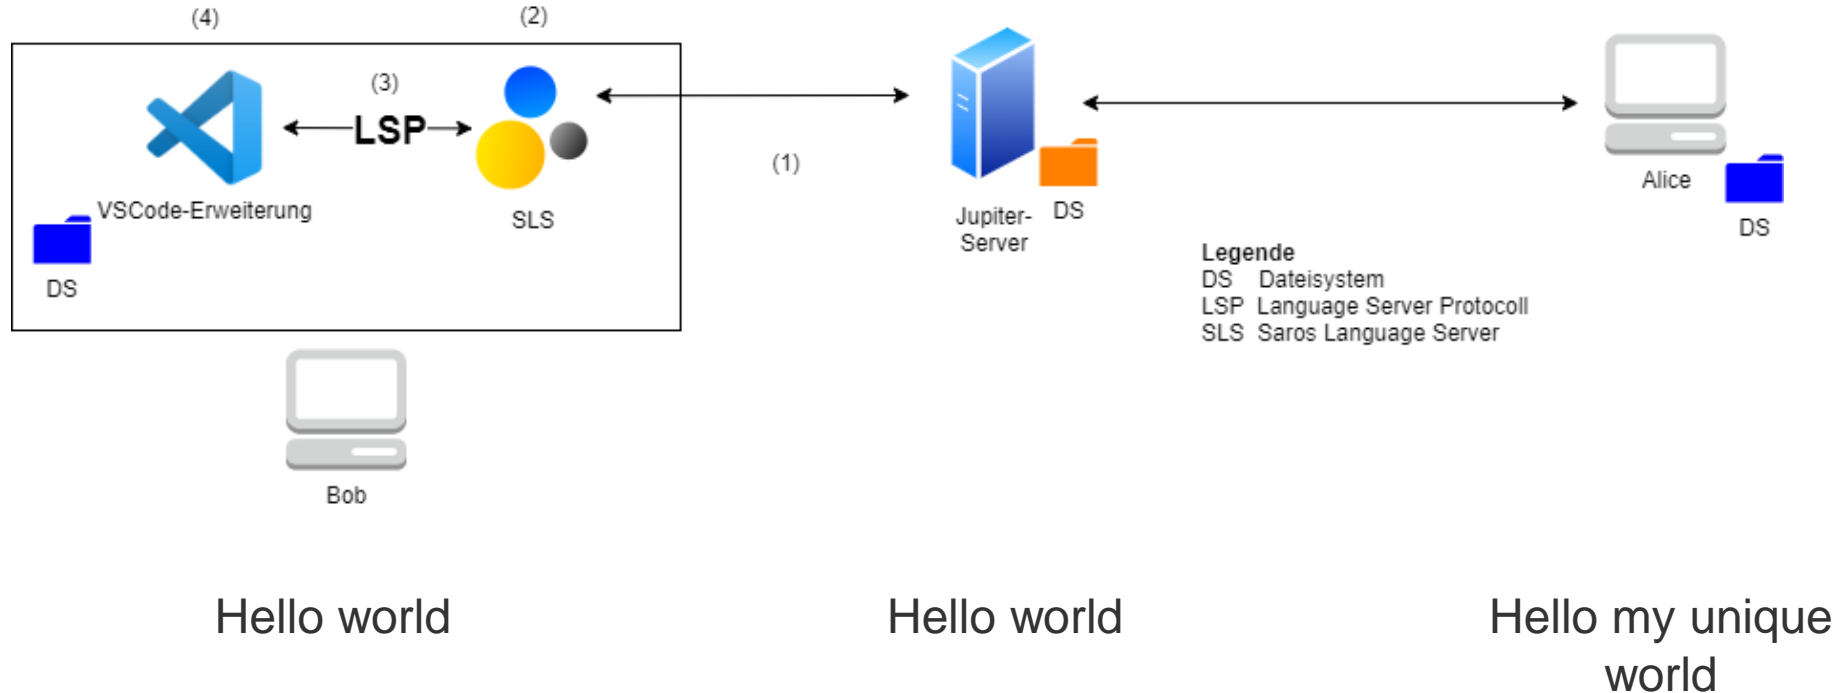 (4)
(2)
(3)
LSP
(1)
VSCode-Erweiterung
SLS
DS
Bob
Jupiter-
Server
DS
Alice
DS
Legende
DS Dateisystem
LSP Language Server Protocoll
SLS Saros Language Server
Hello world
Hello world
Hello my unique
world